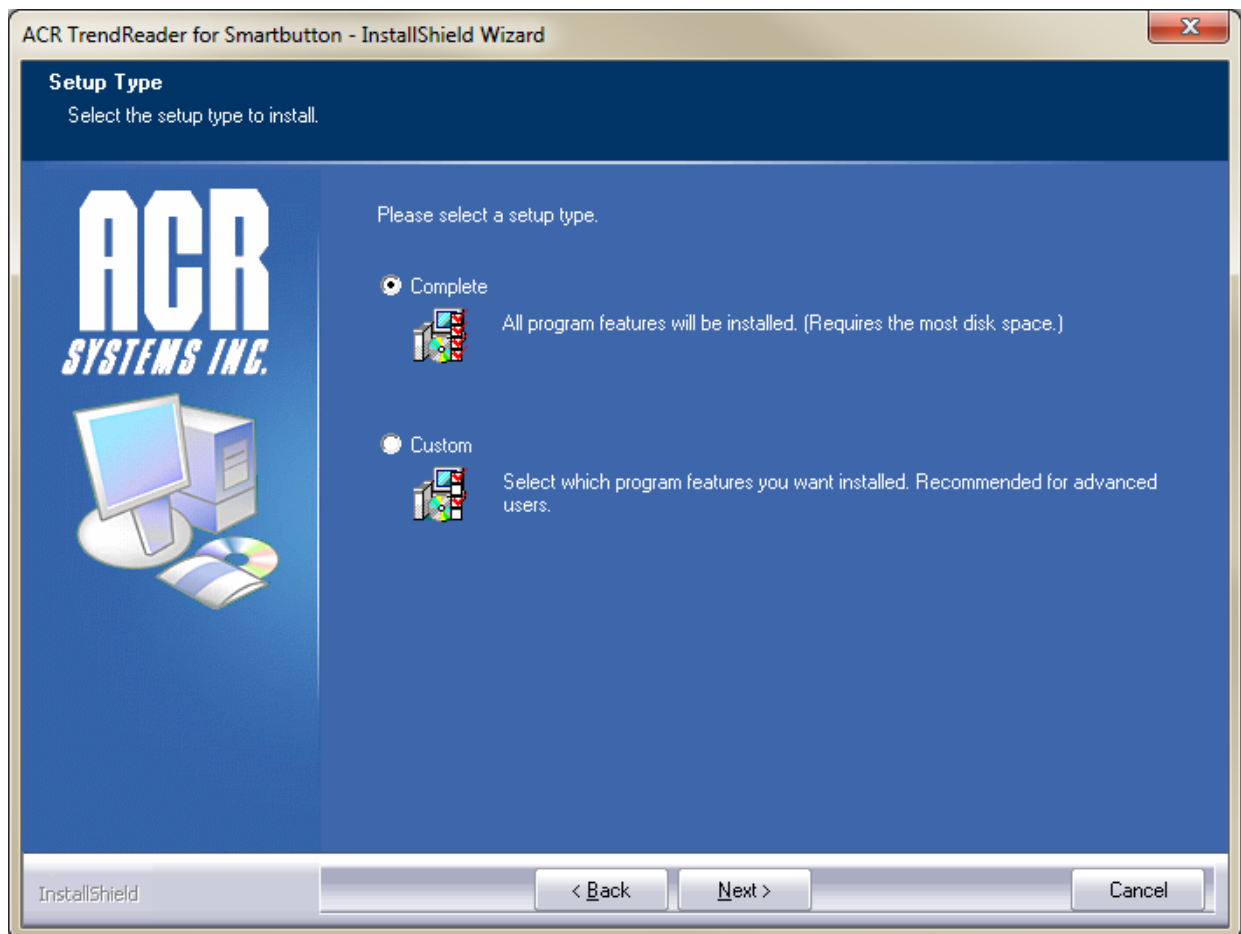 ACR TrendReader for Smartbutton - InstallShield Wizard
Setup Type
Select the setup type to install.
ACR
SYSTEMS INC.
Please select a setup type.
Complete
All program features will be installed. (Requires the most disk space.)
Custom
Select which program features you want installed. Recommended for advanced
users.
InstallShield
< Back
Next >
Cancel